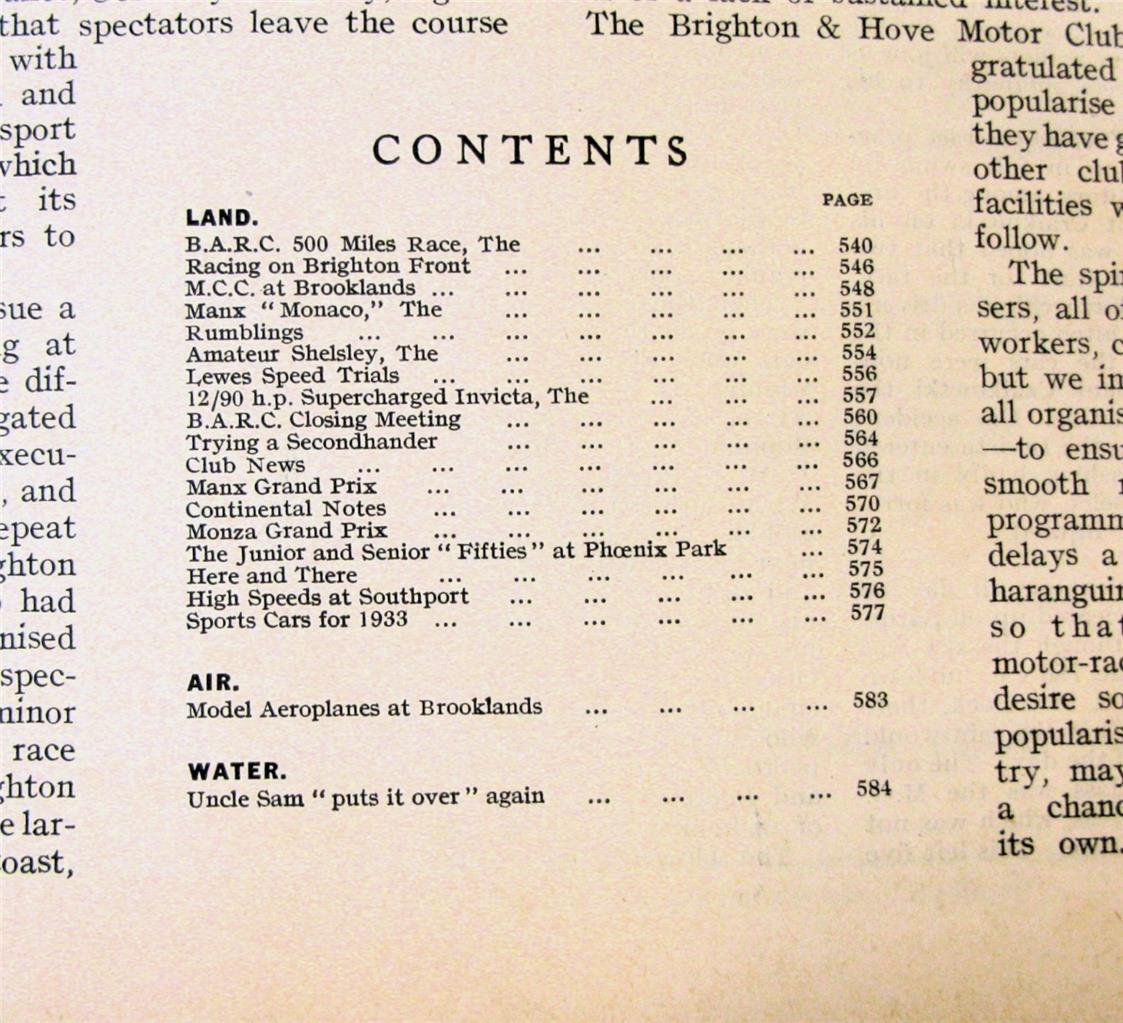 that spectators leave the course
The Brighton & Hove Motor Club
with
and
sport
which
its
rs to
sue a
g at
e dif-
gated
xecu-
, and
epeat
ghton
had
nised
spec-
minor
race
ghton
e lar-
oast,
CONTENTS
PAGE
LAND.
B.A.R.C. 500 Miles Race, The ... ... ... ... 540
Racing on Brighton Front ... ... ... ... ... 546
M.C.C. at Brooklands ... ... ... ... ... ... 548
Manx "Monaco," The ... ... ... ... ... 551
Rumblings ... ... ... ... ... ... ... 552
Amateur Shelsley, The ... ... ... ... ... 554
Lewes Speed Trials ... ... ... ... ... ... 556
12/90 h.p. Supercharged Invicta, The ... ... ... 557
B.A.R.C. Closing Meeting ... ... ... ... ... 560
Trying a Secondhander ... ... ... ... ... 564
Club News ... ... ... ... ... ... ... 566
Manx Grand Prix ... ... ... ... ... ... 567
Continental Notes ... ... ... ... ... ... 570
Monza Grand Prix ... ... ... ... ... ... 572
The Junior and Senior "Fifties" at Phœnix Park ... 574
Here and There ... ... ... ... ... ... 575
High Speeds at Southport ... ... ... ... ... 576
Sports Cars for 1933 ... ... ... ... ... ... 577
AIR.
Model Aeroplanes at Brooklands ... ... ... ... 583
WATER.
Uncle Sam "puts it over" again ... ... ... ... 584
gratulated
popularise
they have g
other clu
facilities w
follow.
The spi
sers, all o
workers, c
but we in
all organis
—to ensu
smooth r
programm
delays a
haranguin
so that
motor-rac
desire so
popularis
try, may
a chanc
its own.